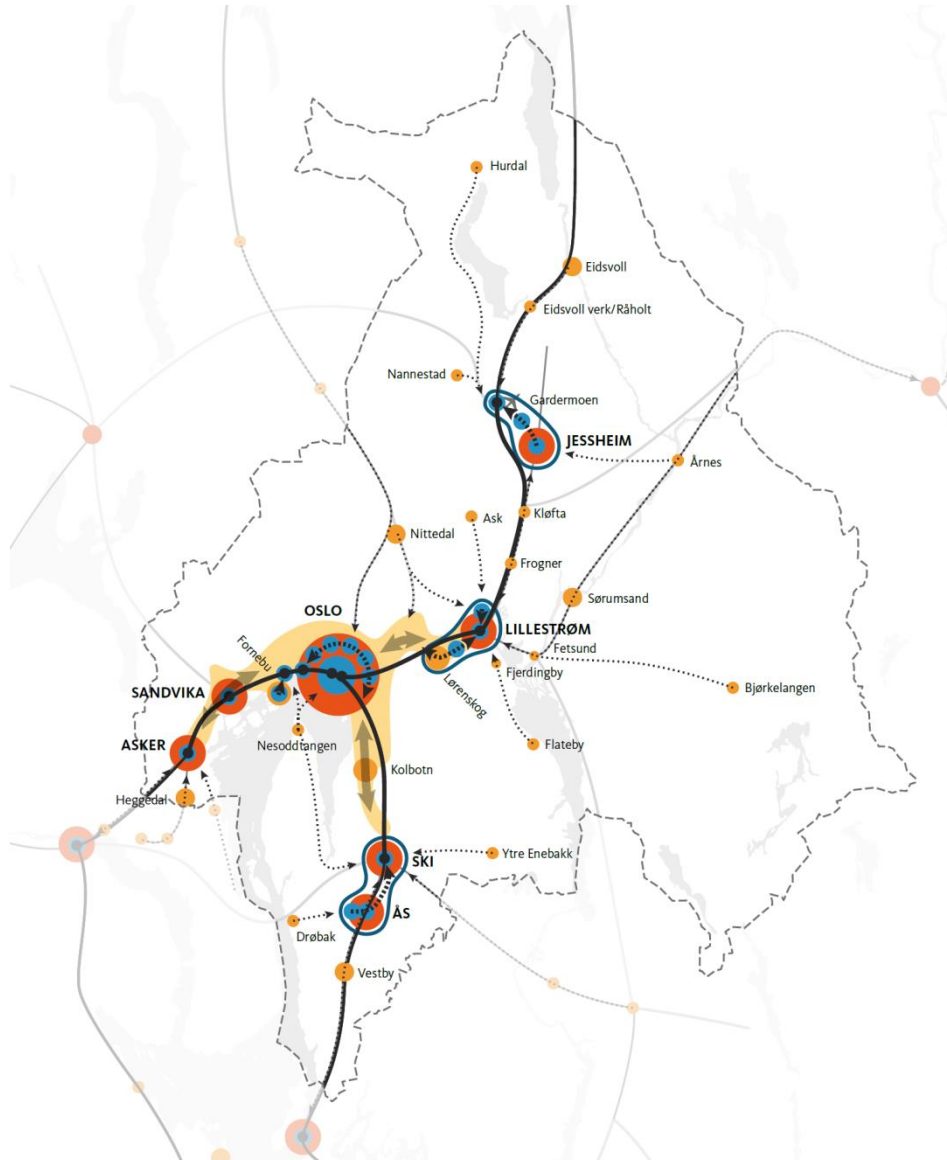 Hurdal
Eidsvoll
Eidsvoll verk/Råholt
Nannestad
Gardermoen
JESSHEIM
Årnes
Kløfta
Ask
Nittedal
Frogner
Sørumsand
OSLO
LILLESTRØM
Fornebu
Fetsund
Fjerdingby
Lørenskog
SANDVIKA
Bjørkelangen
ASKER
Nesoddtangen
Flateby
Kolbotn
Heggedal
Ytre Enebakk
SKI
ÅS
Drøbak
Vestby